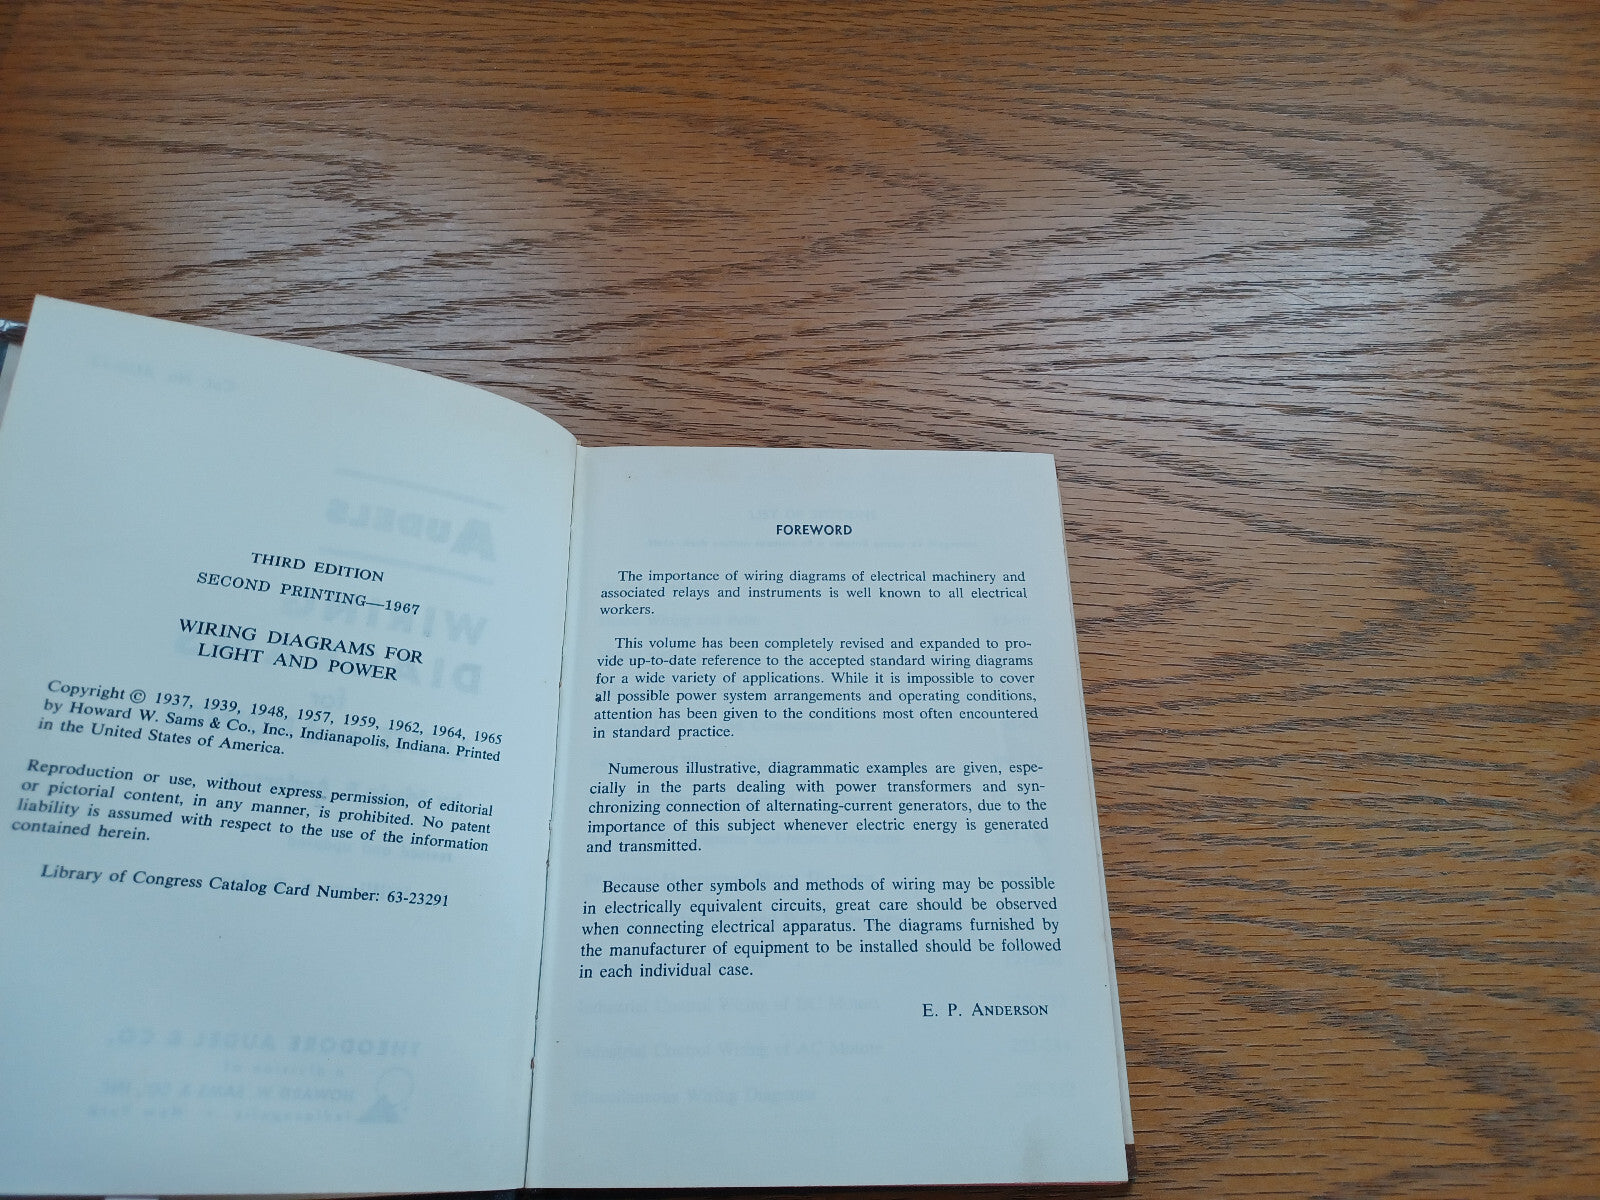 THIRD EDITION
SECOND PRINTING—1967
WIRING DIAGRAMS FOR
LIGHT AND POWER
Copyright © 1937, 1939, 1948, 1957, 1959, 1962, 1964, 1965
by Howard W. Sams & Co., Inc., Indianapolis, Indiana. Printed
in the United States of America.
Reproduction or use, without express permission, of editorial
or pictorial content, in any manner, is prohibited. No patent
liability is assumed with respect to the use of the information
contained herein.
Library of Congress Catalog Card Number: 63-23291
FOREWORD
The importance of wiring diagrams of electrical machinery and
associated relays and instruments is well known to all electrical
workers.
This volume has been completely revised and expanded to pro-
vide up-to-date reference to the accepted standard wiring diagrams
for a wide variety of applications. While it is impossible to cover
all possible power system arrangements and operating conditions,
attention has been given to the conditions most often encountered
in standard practice.
Numerous illustrative, diagrammatic examples are given, espe-
cially in the parts dealing with power transformers and syn-
chronizing connection of alternating-current generators, due to the
importance of this subject whenever electric energy is generated
and transmitted.
Because other symbols and methods of wiring may be possible
in electrically equivalent circuits, great care should be observed
when connecting electrical apparatus. The diagrams furnished by
the manufacturer of equipment to be installed should be followed
in each individual case.
E. P. ANDERSON